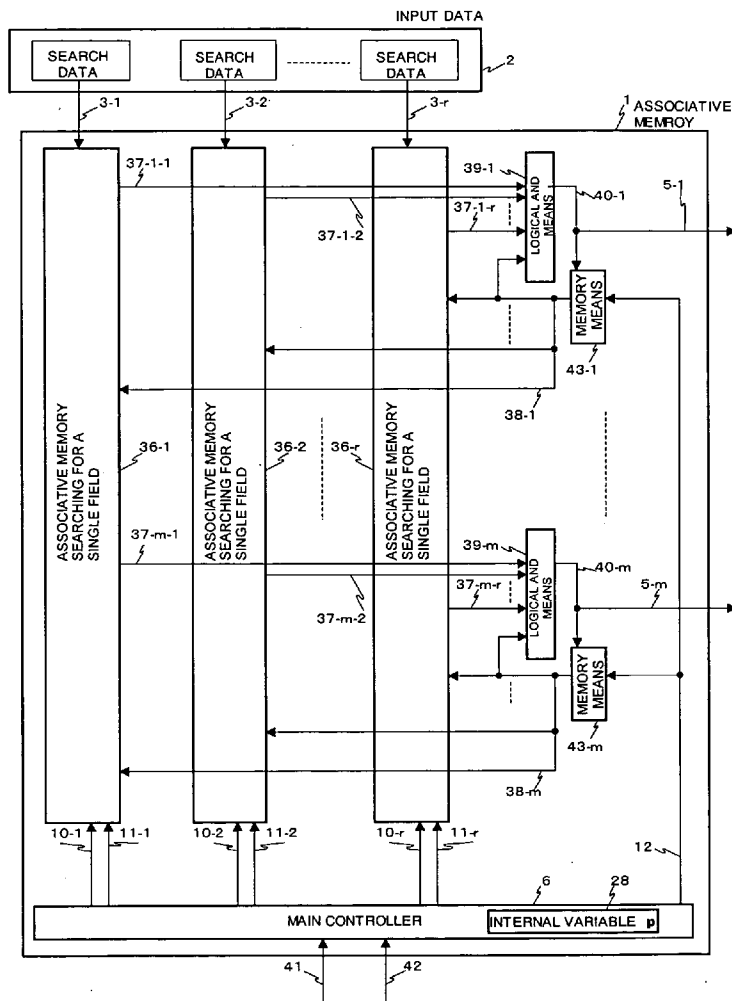 INPUT DATA
SEARCH
DATA
SEARCH
DATA
SEARCH
DATA
2
3-1
3-2
3-r
1
ASSOCIATIVE
MEMROY
37-1-1
39-1
40-1
5-1
37-1-2
37-1-r
LOGICAL AND
MEANS
MEMORY
MEANS
43-1
38-1
ASSOCIATIVE MEMORY
SEARCHING FOR A
SINGLE FIELD
36-1
ASSOCIATIVE MEMORY
SEARCHING FOR A
SINGLE FIELD
36-2
36-r
ASSOCIATIVE MEMORY
SEARCHING FOR A
SINGLE FIELD
37-m-1
39-m
40-m
5-m
37-m-2
37-m-r
LOGICAL AND
MEANS
MEMORY
MEANS
43-m
38-m
10-1
11-1
10-2
11-2
10-r
11-r
12
6
28
MAIN CONTROLLER
INTERNAL VARIABLE p
41
42